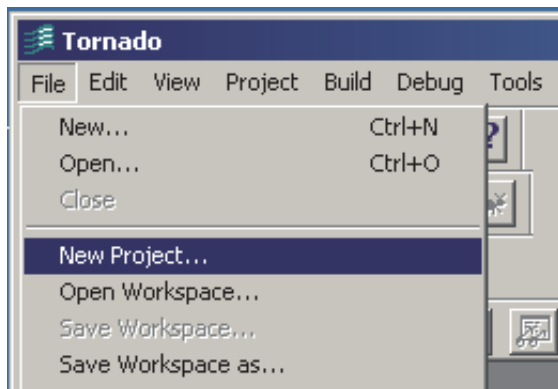 Tornado
File Edit View Project Build Debug Tools
New... Ctrl+N
Open... Ctrl+O
Close
New Project...
Open Workspace...
Save Workspace...
Save Workspace as...